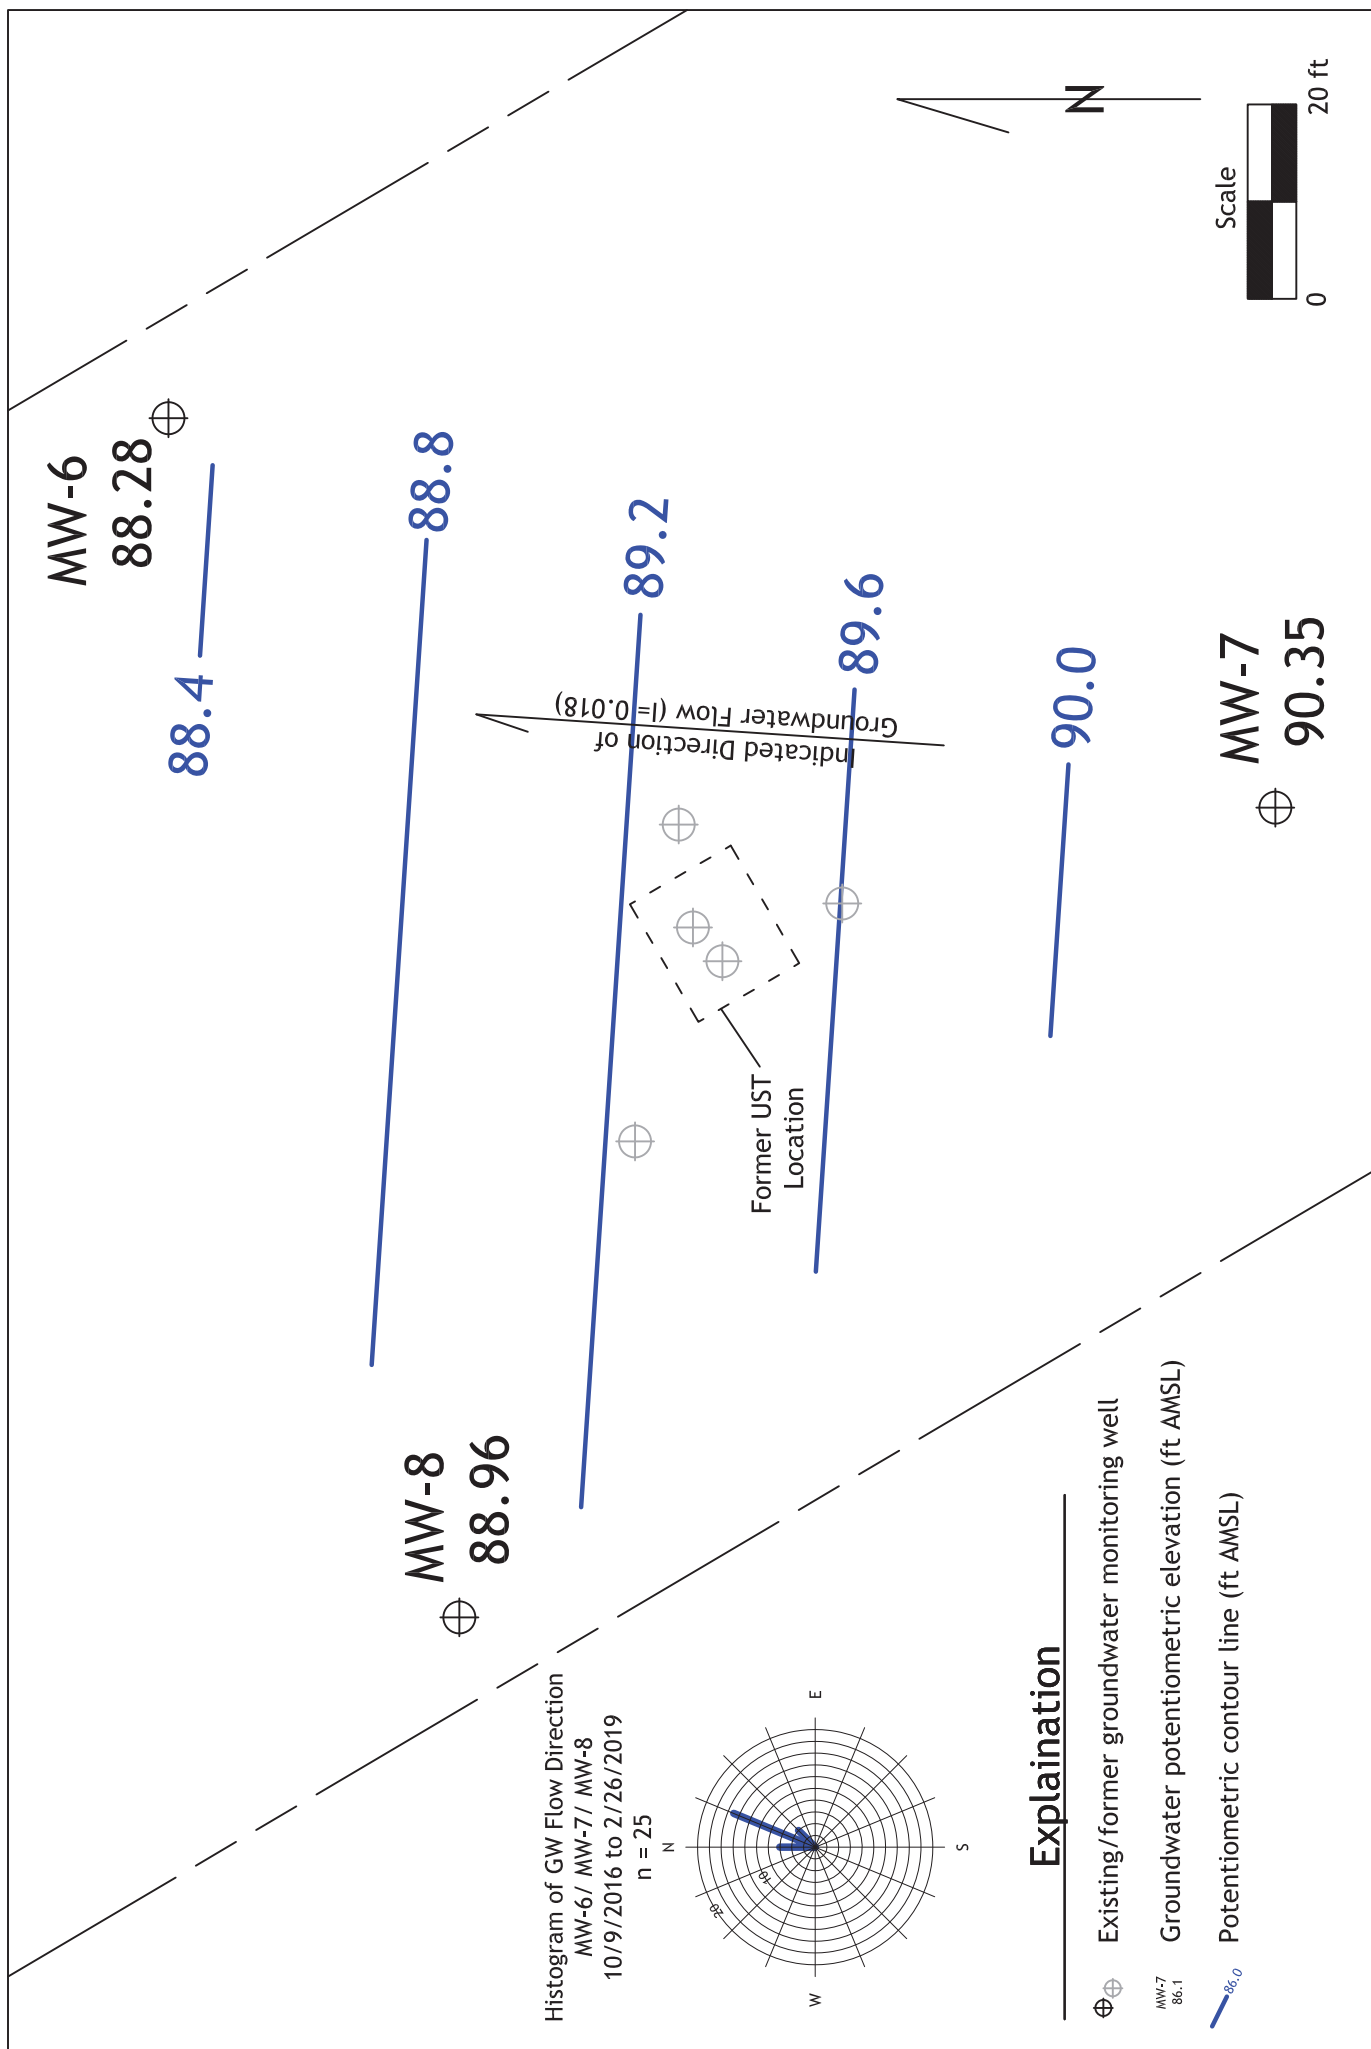 MW-6
88.28
88.4
88.8
89.2
89.6
90.0
MW-7
90.35
MW-8
88.96
Indicated Direction of
Groundwater Flow (I= 0.018)
Former UST
Location
N
Scale
0
20 ft
Histogram of GW Flow Direction
MW-6/ MW-7/ MW-8
10/9/2016 to 2/26/2019
n = 25
N
E
S
W
10
20
Explaination
Existing/former groundwater monitoring well
MW-7
86.1
Groundwater potentiometric elevation (ft AMSL)
86.0
Potentiometric contour line (ft AMSL)